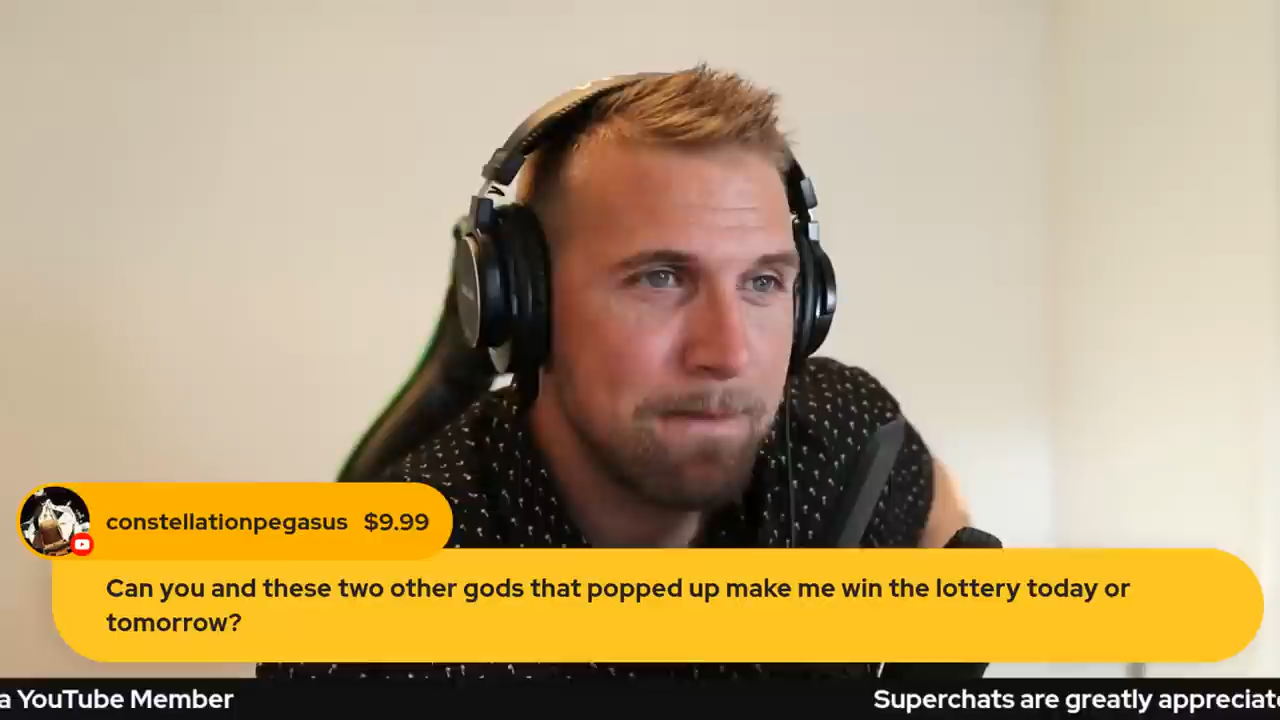 constellationpegasus $9.99
Can you and these two other gods that popped up make me win the lottery today or
tomorrow?
a YouTube Member Superchats are greatly appreciate